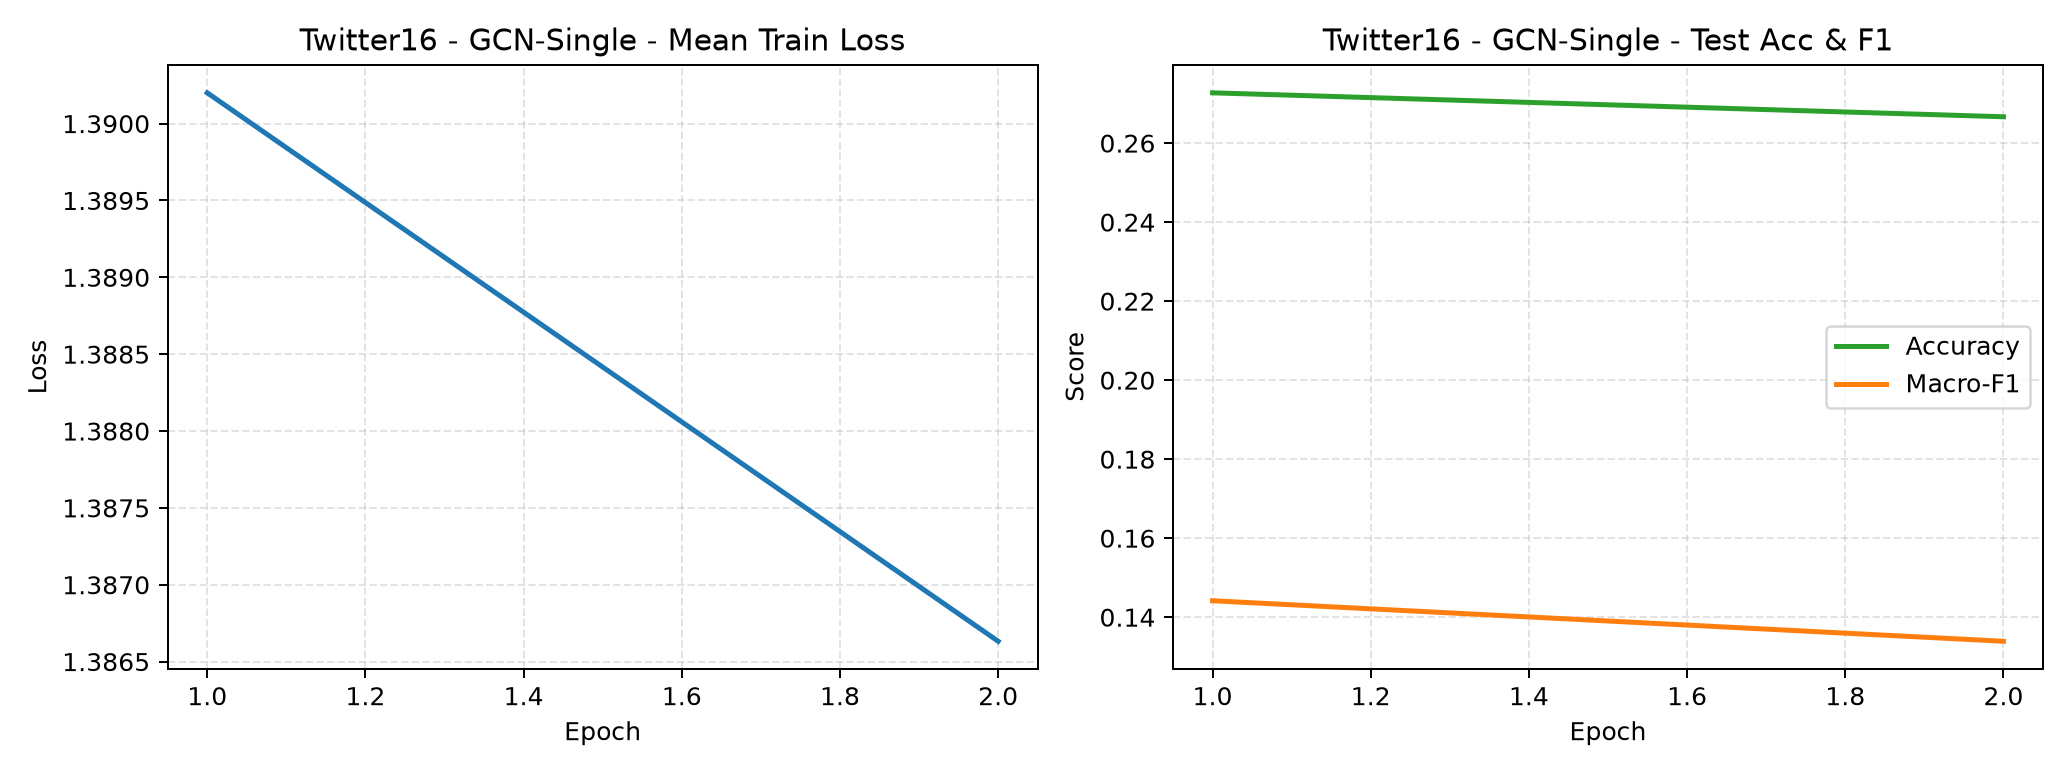 Twitter16 - GCN-Single - Mean Train Loss
1.3900
1.3895
1.3890
1.3885
1.3880
1.3875
1.3870
1.3865
Loss
1.0 1.2 1.4 1.6 1.8 2.0
Epoch
Twitter16 - GCN-Single - Test Acc & F1
0.26
0.24
0.22
0.20
0.18
0.16
0.14
Score
Accuracy
Macro-F1
1.0 1.2 1.4 1.6 1.8 2.0
Epoch